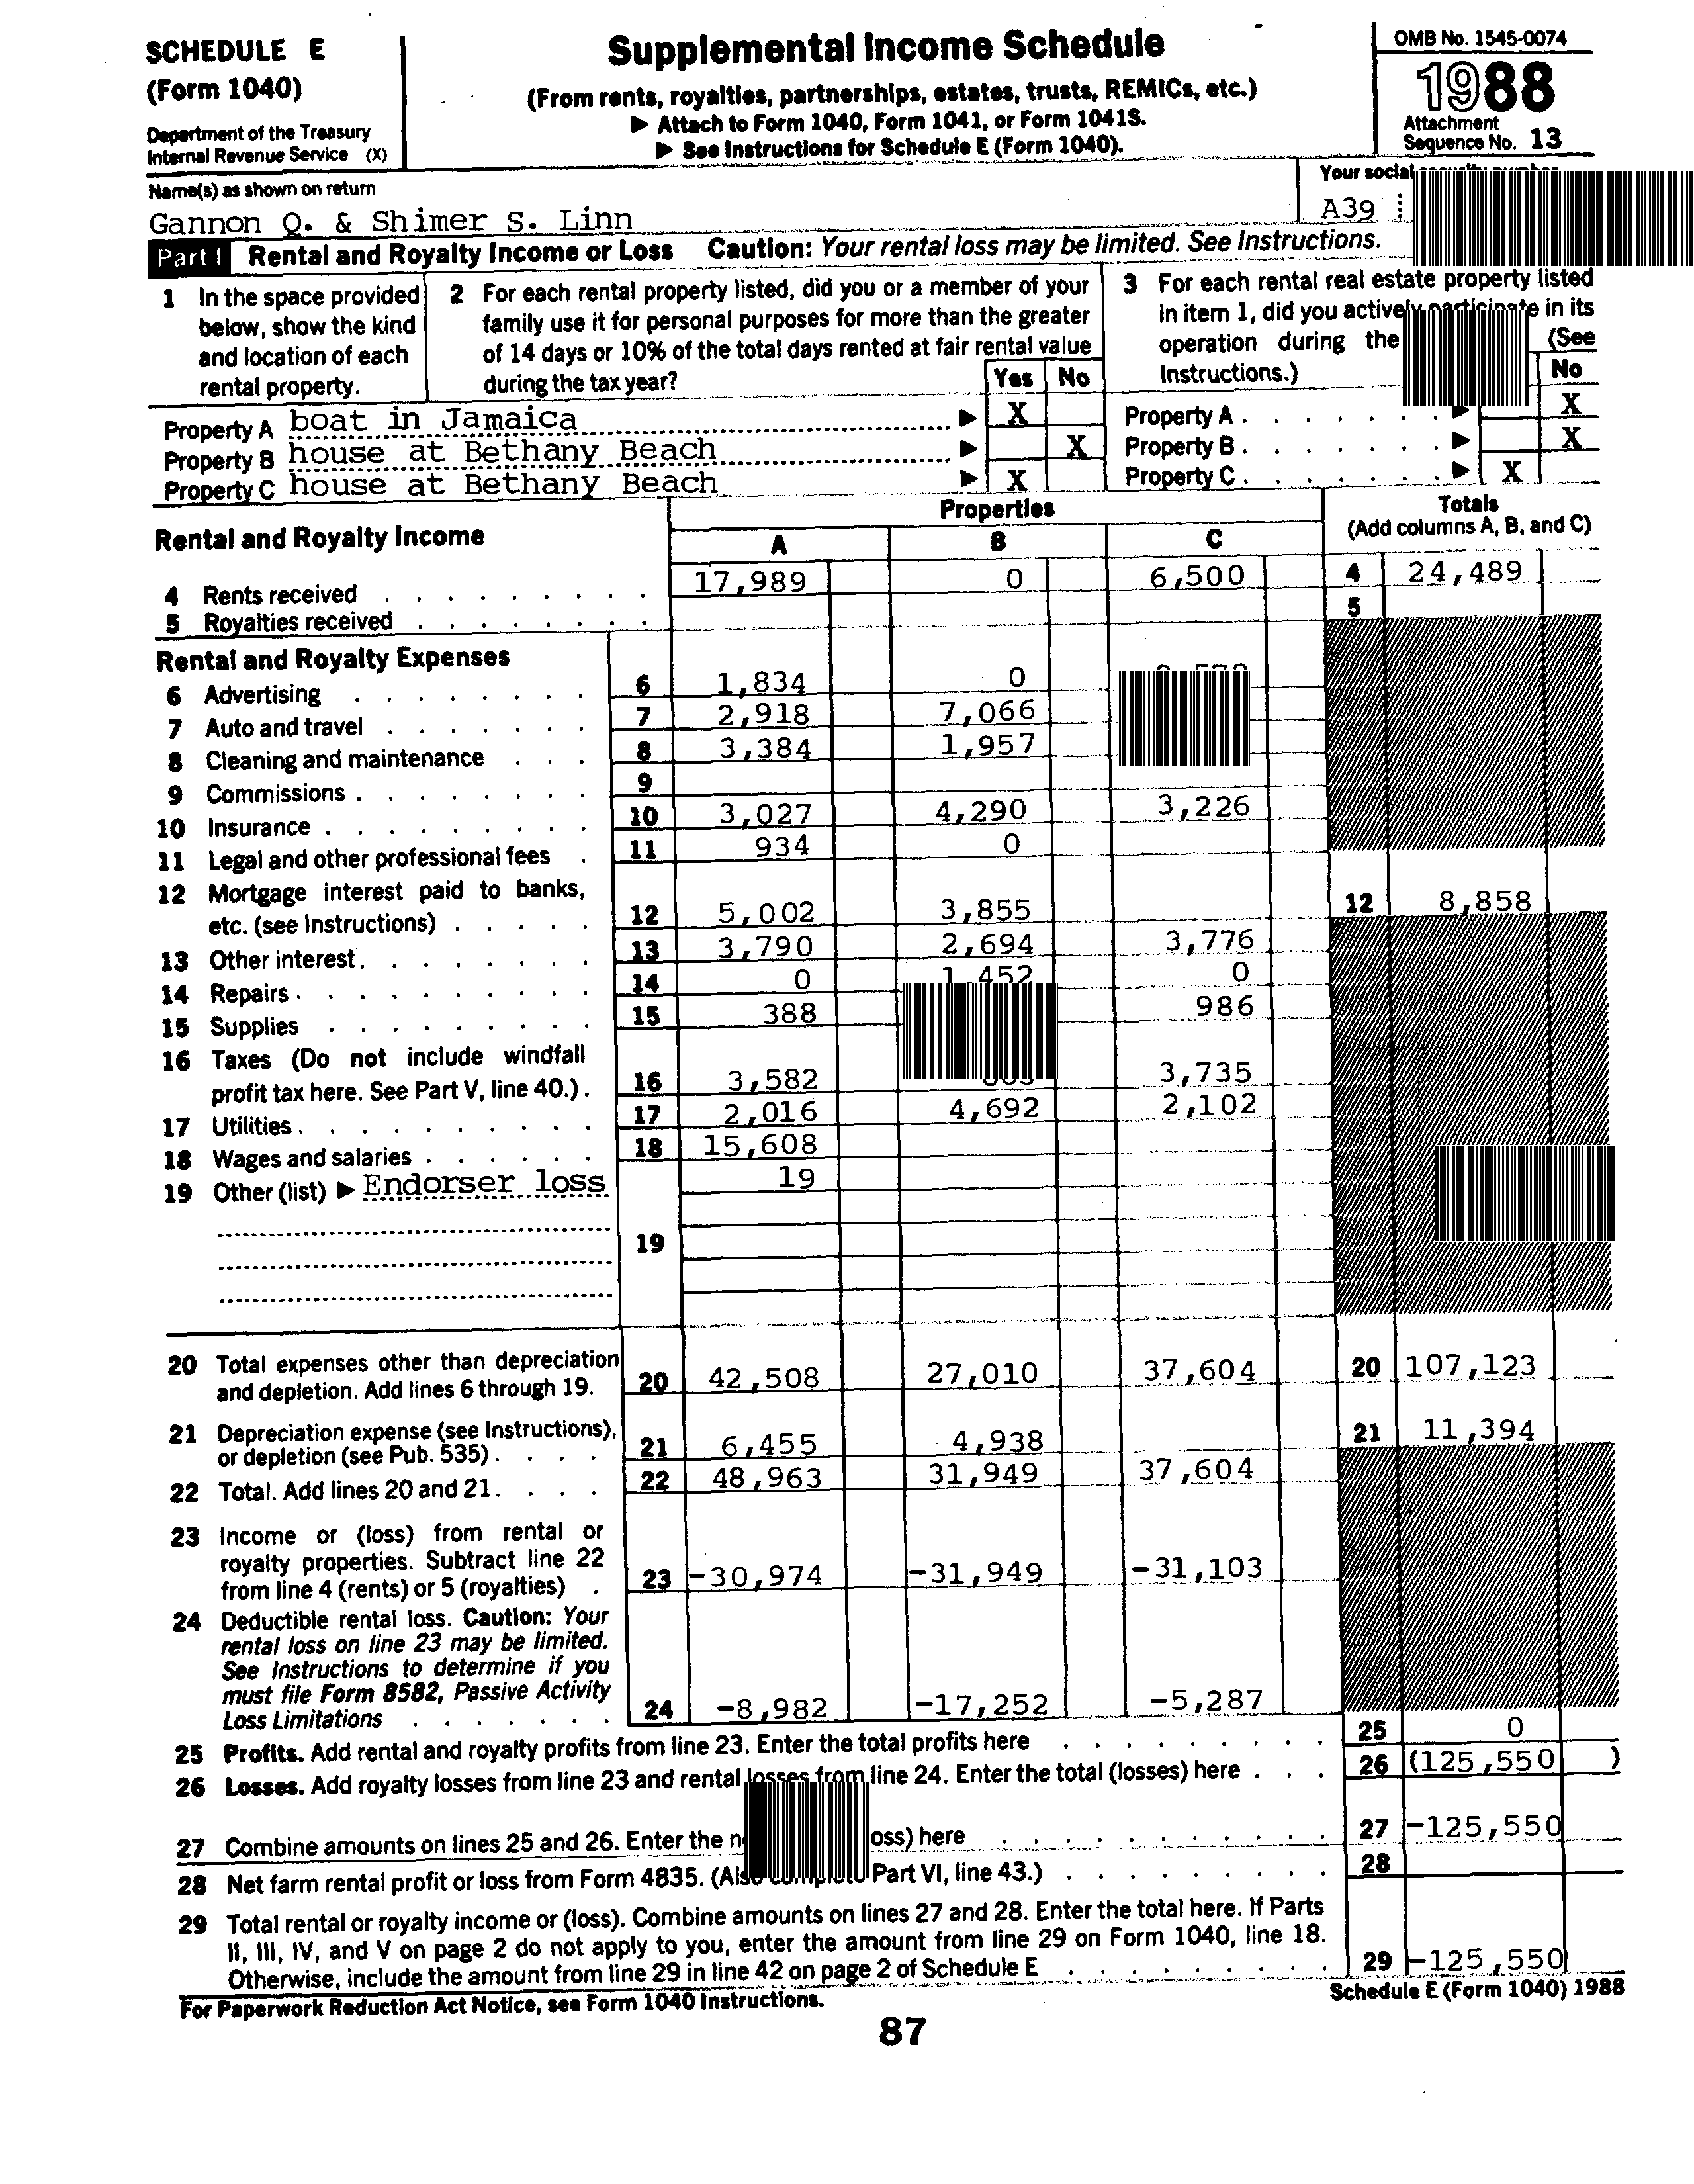 SCHEDULE E
(Form 1040)
Department of the Treasury
Internal Revenue Service (X)
Supplemental Income Schedule
(From rents, royalties, partnerships, estates, trusts, REMICs, etc.)
▶ Attach to Form 1040, Form 1041, or Form 1041S.
▶ See Instructions for Schedule E (Form 1040).
OMB No. 1545-0074
1988
Attachment
Sequence No. 13
Name(s) as shown on return
Gannon Q. & Shimer S. Linn
Your social
A39
Part I Rental and Royalty Income or Loss Caution: Your rental loss may be limited. See Instructions.
1 In the space provided
below, show the kind
and location of each
rental property.
2 For each rental property listed, did you or a member of your
family use it for personal purposes for more than the greater
of 14 days or 10% of the total days rented at fair rental value
during the tax year? Yes No
3 For each rental real estate property listed
in item 1, did you actively participate in its
operation during the (See
Instructions.) No
Property A boat in Jamaica ▶ X Property A . . . . . . . ▶ X
Property B house at Bethany Beach ▶ X Property B . . . . . . . ▶ X
Property C house at Bethany Beach ▶ X Property C . . . . . . . ▶ X
Rental and Royalty Income
Properties
A B C
Totals
(Add columns A, B, and C)
4 Rents received . . . . . . . . . 17,989 0 6,500 4 24,489
5 Royalties received . . . . . . . . 5
Rental and Royalty Expenses
6 Advertising . . . . . . . . 6 1,834 0
7 Auto and travel . . . . . . . 7 2,918 7,066
8 Cleaning and maintenance . . . 8 3,384 1,957
9 Commissions . . . . . . . . 9
10 Insurance . . . . . . . . . 10 3,027 4,290 3,226
11 Legal and other professional fees . 11 934 0
12 Mortgage interest paid to banks,
etc. (see Instructions) . . . . . 12 5,002 3,855 12 8,858
13 Other interest . . . . . . . . 13 3,790 2,694 3,776
14 Repairs . . . . . . . . . . 14 0 1,452 0
15 Supplies . . . . . . . . . 15 388 986
16 Taxes (Do not include windfall
profit tax here. See Part V, line 40.) . 16 3,582 3,735
17 Utilities . . . . . . . . . . 17 2,016 4,692 2,102
18 Wages and salaries . . . . . . 18 15,608
19 Other (list) ▶ Endorser loss 19
19
20 Total expenses other than depreciation
and depletion. Add lines 6 through 19. 20 42,508 27,010 37,604 20 107,123
21 Depreciation expense (see Instructions),
or depletion (see Pub. 535) . . . . 21 6,455 4,938 21 11,394
22 Total. Add lines 20 and 21 . . . . 22 48,963 31,949 37,604
23 Income or (loss) from rental or
royalty properties. Subtract line 22
from line 4 (rents) or 5 (royalties) . 23 -30,974 -31,949 -31,103
24 Deductible rental loss. Caution: Your
rental loss on line 23 may be limited.
See Instructions to determine if you
must file Form 8582, Passive Activity
Loss Limitations . . . . . . . 24 -8,982 -17,252 -5,287
25 Profits. Add rental and royalty profits from line 23. Enter the total profits here . . . . . . . . . 25 0
26 Losses. Add royalty losses from line 23 and rental losses from line 24. Enter the total (losses) here . . . 26 (125,550 )
27 Combine amounts on lines 25 and 26. Enter the oss) here . . . . . . . . . . . 27 -125,550
28 Net farm rental profit or loss from Form 4835. (Also complete Part VI, line 43.) . . . . . . . . . 28
29 Total rental or royalty income or (loss). Combine amounts on lines 27 and 28. Enter the total here. If Parts
II, III, IV, and V on page 2 do not apply to you, enter the amount from line 29 on Form 1040, line 18.
Otherwise, include the amount from line 29 in line 42 on page 2 of Schedule E . . . . . . . . . 29 -125,550
For Paperwork Reduction Act Notice, see Form 1040 Instructions.
Schedule E (Form 1040) 1988
87